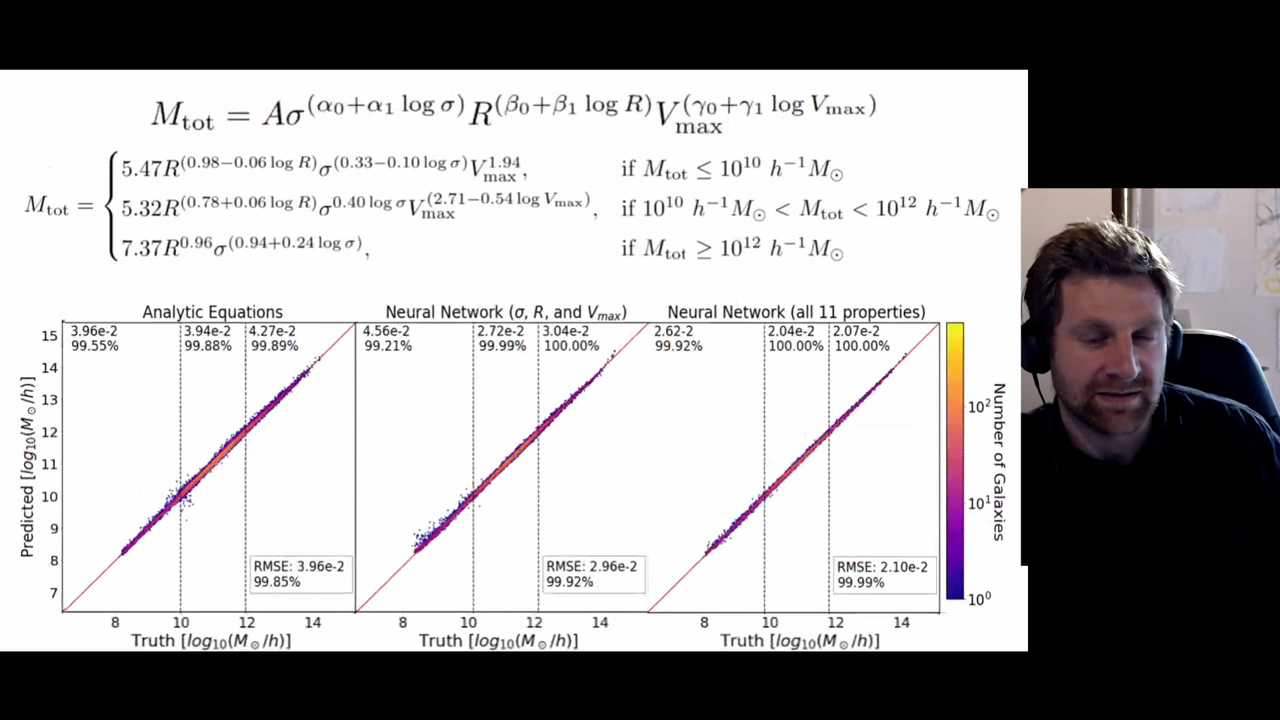 M_tot = Aσ^(α₀+α₁ log σ) R^(β₀+β₁ log R) V_max^(γ₀+γ₁ log V_max)
M_tot = { 5.47R^(0.98−0.06 log R) σ^(0.33−0.10 log σ) V_max^1.94, if M_tot ≤ 10^10 h^−1 M_⊙
5.32R^(0.78+0.06 log R) σ^0.40 log σ V_max^(2.71−0.54 log V_max), if 10^10 h^−1 M_⊙ < M_tot < 10^12 h^−1 M_⊙
7.37R^0.96 σ^(0.94+0.24 log σ), if M_tot ≥ 10^12 h^−1 M_⊙
Analytic Equations
3.96e-2 3.94e-2 4.27e-2
99.55% 99.88% 99.89%
RMSE: 3.96e-2
99.85%
Neural Network (σ, R, and V_max)
4.56e-2 2.72e-2 3.04e-2
99.21% 99.99% 100.00%
RMSE: 2.96e-2
99.92%
Neural Network (all 11 properties)
2.62-2 2.04e-2 2.07e-2
99.92% 100.00% 100.00%
RMSE: 2.10e-2
99.99%
Predicted [log₁₀(M_⊙/h)]
15
14
13
12
11
10
9
8
7
8 10 12 14
8 10 12 14
8 10 12 14
Truth [log₁₀(M_⊙/h)]
Truth [log₁₀(M_⊙/h)]
Truth [log₁₀(M_⊙/h)]
10²
10¹
10⁰
Number of Galaxies